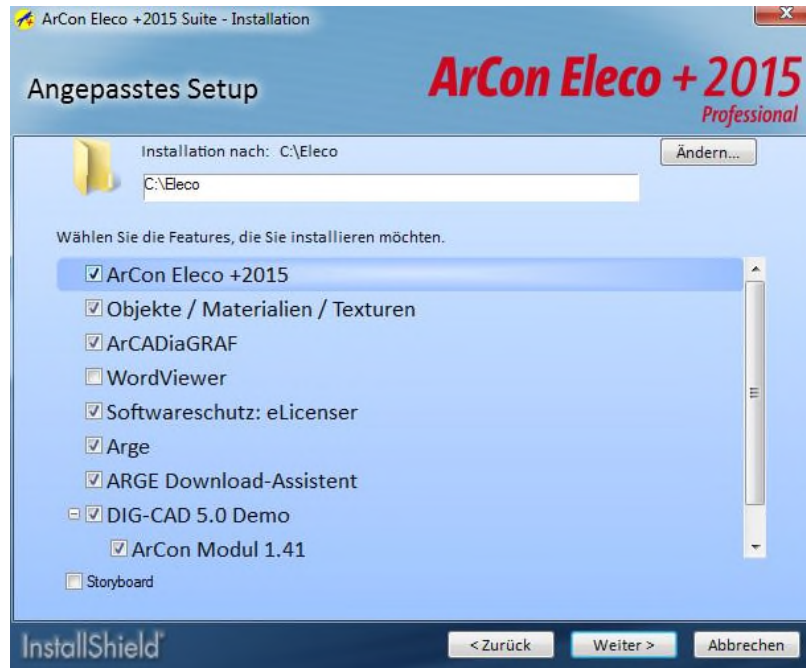 ArCon Eleco +2015 Suite - Installation
Angepasstes Setup
ArCon Eleco + 2015
Professional
Installation nach: C:\Eleco
Ändern...
C:\Eleco
Wählen Sie die Features, die Sie installieren möchten.
ArCon Eleco +2015
Objekte / Materialien / Texturen
ArCADiaGRAF
WordViewer
Softwareschutz: eLicenser
Arge
ARGE Download-Assistent
DIG-CAD 5.0 Demo
ArCon Modul 1.41
Storyboard
InstallShield
< Zurück
Weiter >
Abbrechen